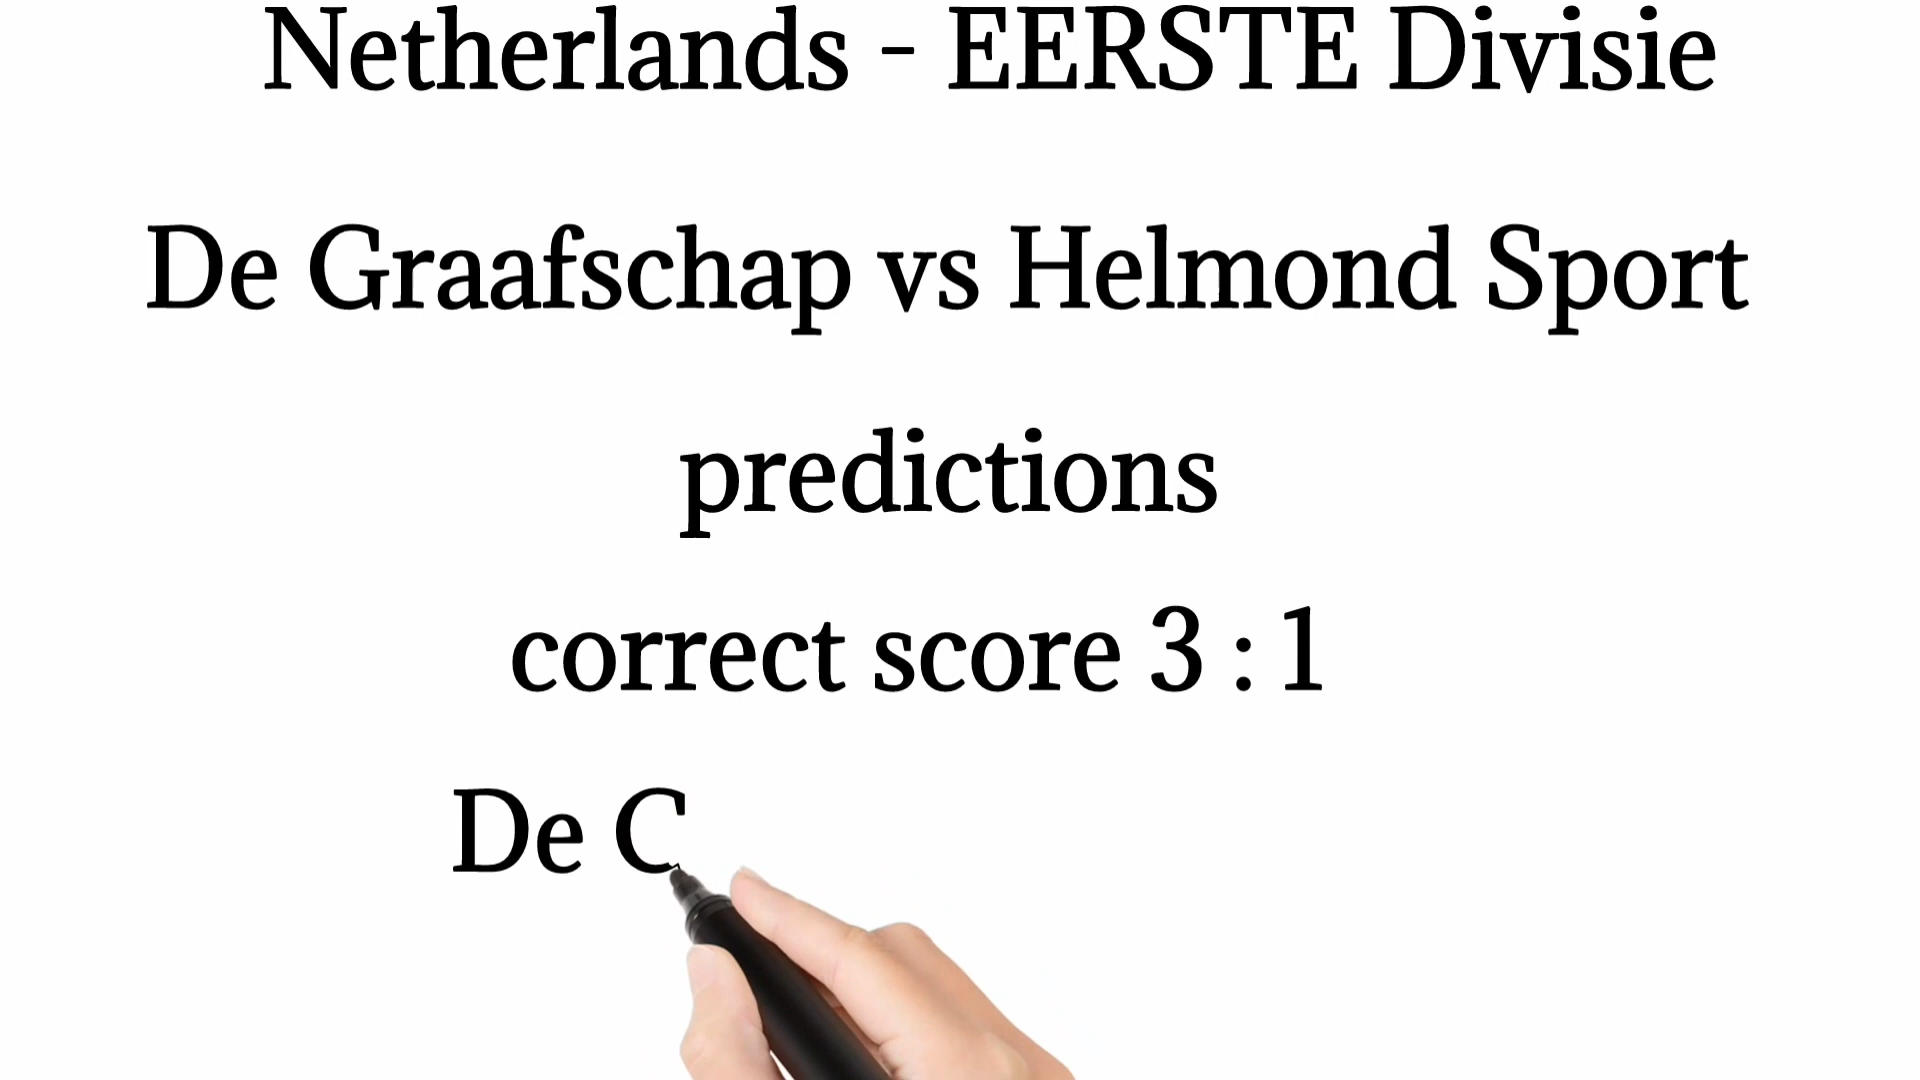 Netherlands - EERSTE Divisie
De Graafschap vs Helmond Sport
predictions
correct score 3 : 1
De